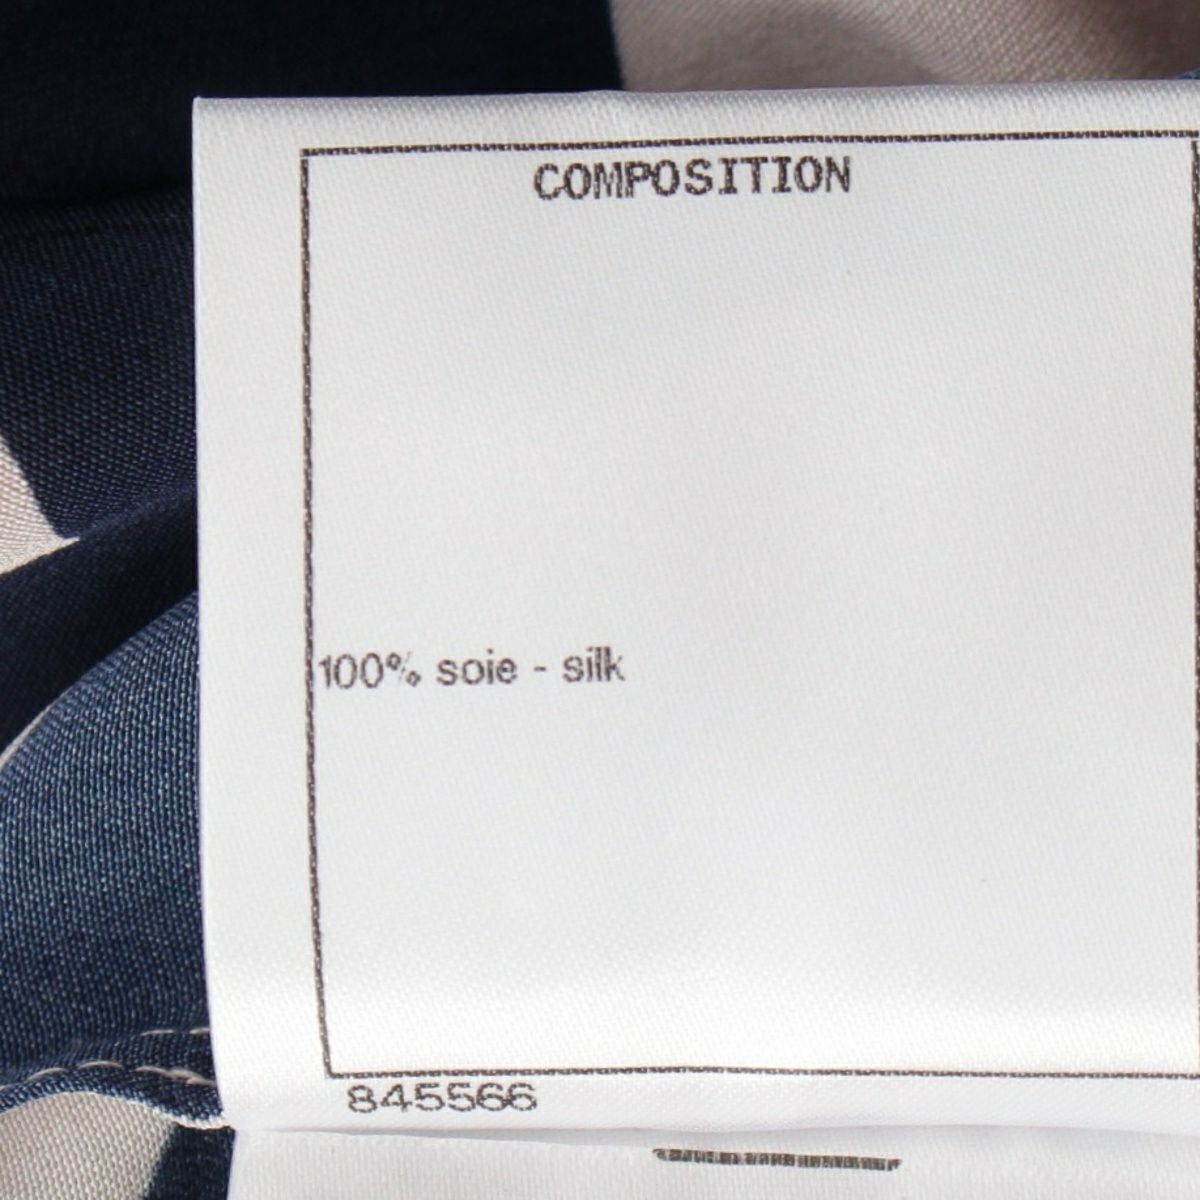 COMPOSITION
100% soie - silk
845566